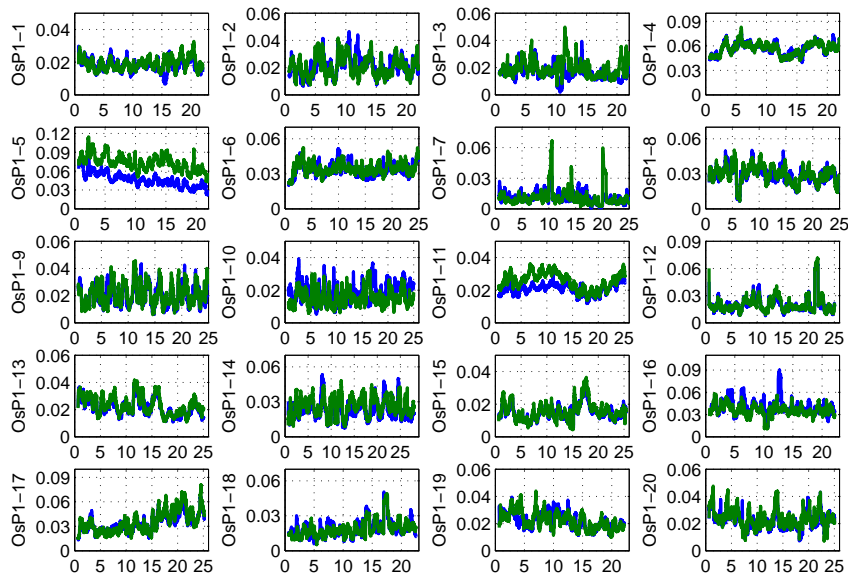 OsP1−1
0.06
0.04
0.02
0
0 5 10 15 20
OsP1−2
0.06
0.04
0.02
0
0 5 10 15 20
OsP1−3
0.06
0.04
0.02
0
0 5 10 15 20
OsP1−4
0.09
0.06
0.03
0
0 5 10 15 20
OsP1−5
0.12
0.09
0.06
0.03
0
0 5 10 15 20
OsP1−6
0.06
0.03
0
0 5 10 15 20 25
OsP1−7
0.06
0.03
0
0 5 10 15 20 25
OsP1−8
0.06
0.03
0
0 5 10 15 20 25
OsP1−9
0.06
0.04
0.02
0
0 5 10 15 20 25
OsP1−10
0.04
0.02
0
0 5 10 15 20 25
OsP1−11
0.04
0.02
0
0 5 10 15 20 25
OsP1−12
0.09
0.06
0.03
0
0 5 10 15 20 25
OsP1−13
0.06
0.04
0.02
0
0 5 10 15 20 25
OsP1−14
0.06
0.03
0
0 5 10 15 20 25
OsP1−15
0.04
0.02
0
0 5 10 15 20 25
OsP1−16
0.09
0.06
0.03
0
0 5 10 15 20
OsP1−17
0.09
0.06
0.03
0
0 5 10 15 20 25
OsP1−18
0.06
0.03
0
0 5 10 15 20
OsP1−19
0.06
0.04
0.02
0
0 5 10 15 20
OsP1−20
0.06
0.04
0.02
0
0 5 10 15 20 25